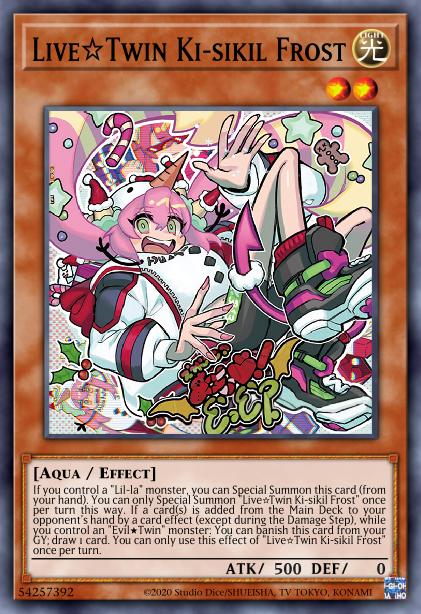 LIVE☆TWIN KI-SIKIL FROST
LIGHT
光
E.EP
[AQUA / EFFECT]
If you control a "Lil-la" monster, you can Special Summon this card (from
your hand). You can only Special Summon "Live☆Twin Ki-sikil Frost" once
per turn this way. If a card(s) is added from the Main Deck to your
opponent's hand by a card effect (except during the Damage Step), while
you control an "Evil★Twin" monster: You can banish this card from your
GY; draw 1 card. You can only use this effect of "Live☆Twin Ki-sikil Frost"
once per turn.
ATK/ 500 DEF/ 0
54257392
©2020 Studio Dice/SHUEISHA, TV TOKYO, KONAMI